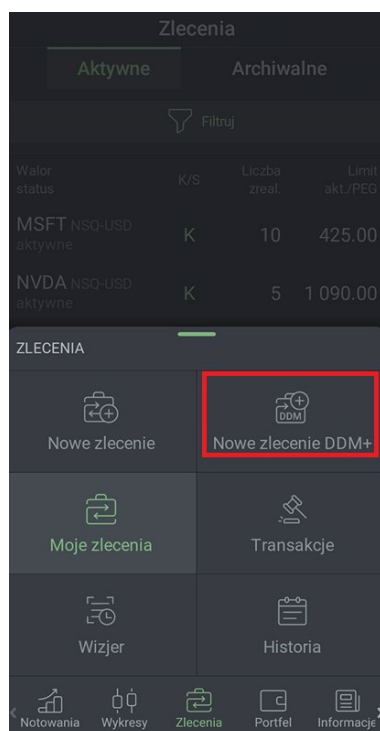 Zlecenia
Aktywne Archiwalne
Filtruj
Walor K/S Liczba Limit
status zreal. akt./PEG
MSFT NSQ-USD K 10 425.00
aktywne
NVDA NSQ-USD K 5 1 090.00
aktywne
ZLECENIA
DDM
Nowe zlecenie Nowe zlecenie DDM+
Moje zlecenia Transakcje
Wizjer Historia
Notowania Wykresy Zlecenia Portfel Informacje